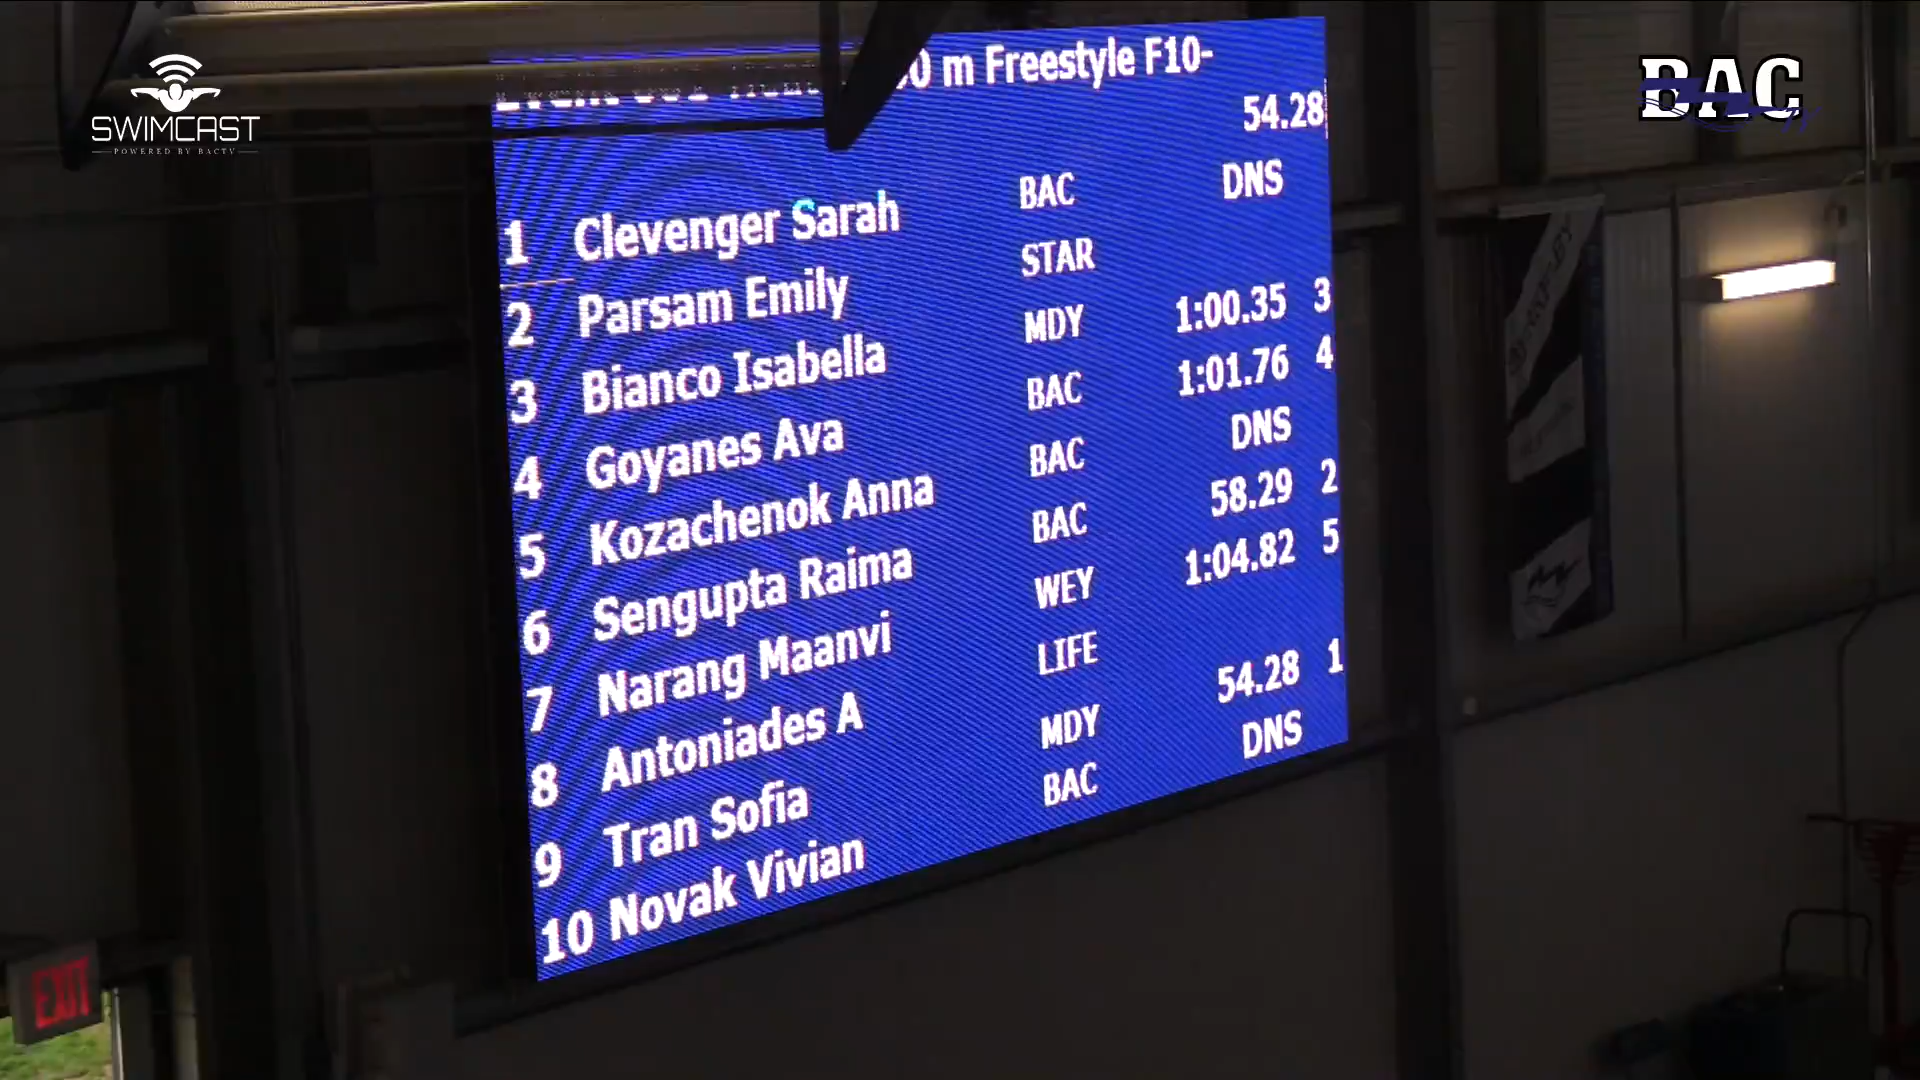 SWIMCAST
POWERED BY BACTV
BAC
m Freestyle F10-
54.28
1 Clevenger Sarah BAC DNS
2 Parsam Emily STAR
3 Bianco Isabella MDY 1:00.35 3
4 Goyanes Ava BAC 1:01.76 4
5 Kozachenok Anna BAC DNS
6 Sengupta Raima BAC 58.29 2
7 Narang Maanvi WEY 1:04.82 5
8 Antoniades A LIFE
9 Tran Sofia MDY 54.28 1
10 Novak Vivian BAC DNS
EXIT